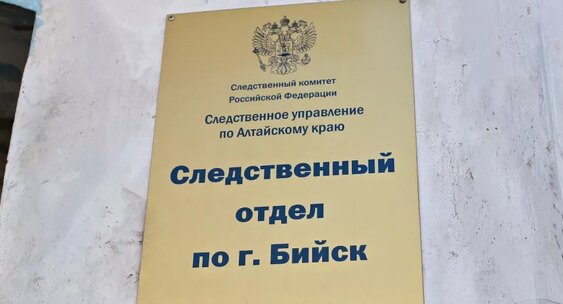 Следственный комитет
Российской Федерации
Следственное управление
по Алтайскому краю
Следственный
отдел
по г. Бийск